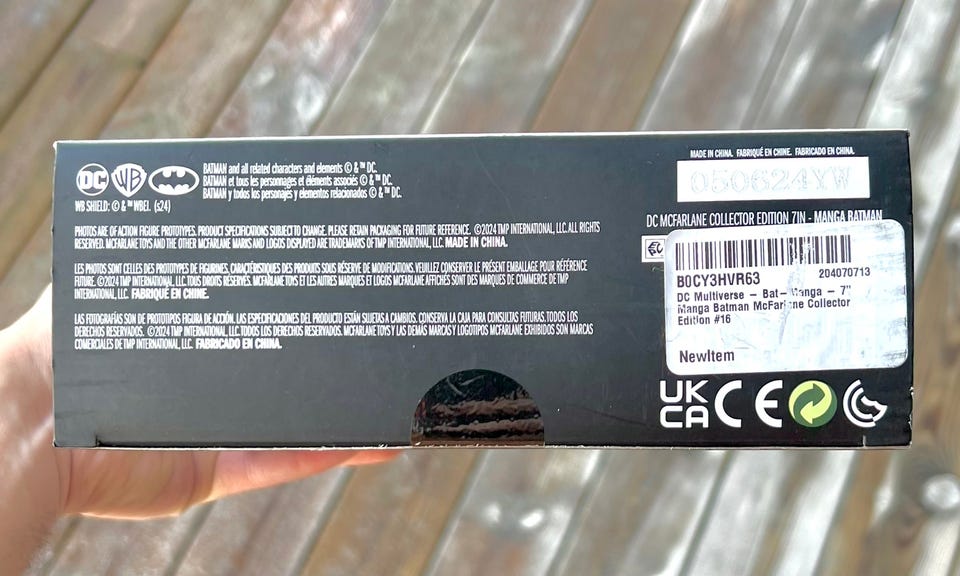 DC
WB
WB SHIELD: © & ™ WBEI. (s24)
BATMAN and all related characters and elements © & ™ DC.
BATMAN et tous les personnages et éléments associés © & ™ DC.
BATMAN y todos los personajes y elementos relacionados © & ™ DC.
PHOTOS ARE OF ACTION FIGURE PROTOTYPES. PRODUCT SPECIFICATIONS SUBJECT TO CHANGE. PLEASE RETAIN PACKAGING FOR FUTURE REFERENCE. ©2024 TMP INTERNATIONAL, LLC. ALL RIGHTS
RESERVED. MCFARLANE TOYS AND THE OTHER MCFARLANE MARKS AND LOGOS DISPLAYED ARE TRADEMARKS OF TMP INTERNATIONAL, LLC. MADE IN CHINA.
LES PHOTOS SONT CELLES DES PROTOTYPES DE FIGURINES. CARACTÉRISTIQUES DES PRODUITS SOUS RÉSERVE DE MODIFICATIONS. VEUILLEZ CONSERVER LE PRÉSENT EMBALLAGE POUR RÉFÉRENCE
FUTURE. ©2024 TMP INTERNATIONAL, LLC. TOUS DROITS RESERVÉS. MCFARLANE TOYS ET LES AUTRES MARQUES ET LOGOS MCFARLANE AFFICHÉS SONT DES MARQUES DE COMMERCE DE TMP
INTERNATIONAL, LLC. FABRIQUÉ EN CHINE.
LAS FOTOGRAFÍAS SON DE PROTOTIPOS FIGURA DE ACCIÓN. LAS ESPECIFICACIONES DEL PRODUCTO ESTÁN SUJETAS A CAMBIOS. CONSERVA LA CAJA PARA CONSULTAS FUTURAS. TODOS LOS
DERECHOS RESERVADOS. ©2024 TMP INTERNATIONAL, LLC. TODOS LOS DERECHOS RESERVADOS. MCFARLANE TOYS Y LAS DEMÁS MARCAS Y LOGOTIPOS MCFARLANE EXHIBIDOS SON MARCAS
COMERCIALES DE TMP INTERNATIONAL, LLC. FABRICADO EN CHINA.
MADE IN CHINA. FABRIQUÉ EN CHINE. FABRICADO EN CHINA.
050624YW
DC MCFARLANE COLLECTOR EDITION 7IN - MANGA BATMAN
B0CY3HVR63
204070713
DC Multiverse – Bat-Manga – 7"
Manga Batman McFarlane Collector
Edition #16
NewItem
UK
CA
CE